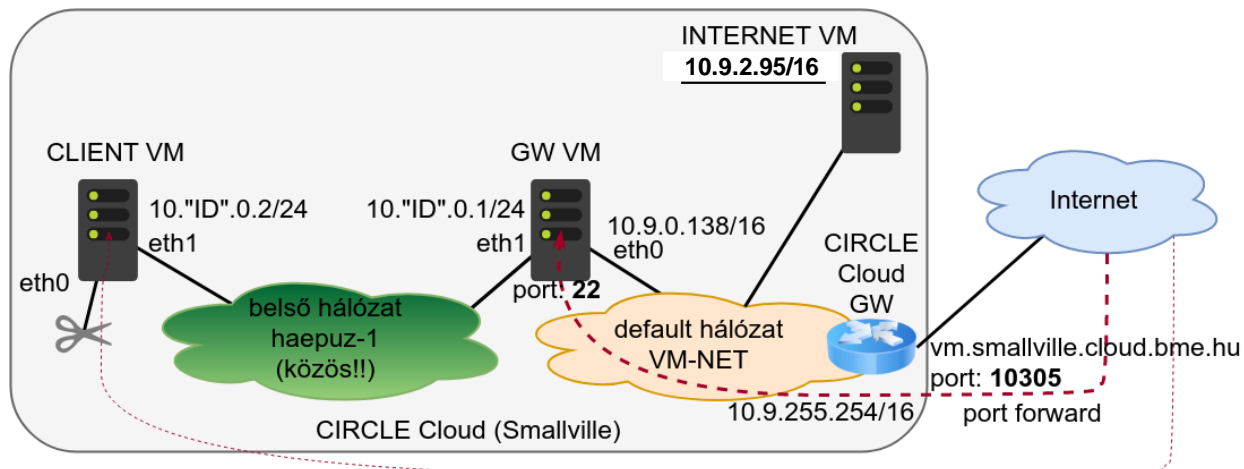 INTERNET VM
10.9.2.95/16
CLIENT VM
GW VM
10."ID".0.2/24
eth1
eth0
10."ID".0.1/24
eth1
10.9.0.138/16
eth0
port: 22
CIRCLE
Cloud
GW
Internet
belső hálózat
haepuz-1
(közös!!)
default hálózat
VM-NET
vm.smallville.cloud.bme.hu
port: 10305
port forward
10.9.255.254/16
CIRCLE Cloud (Smallville)